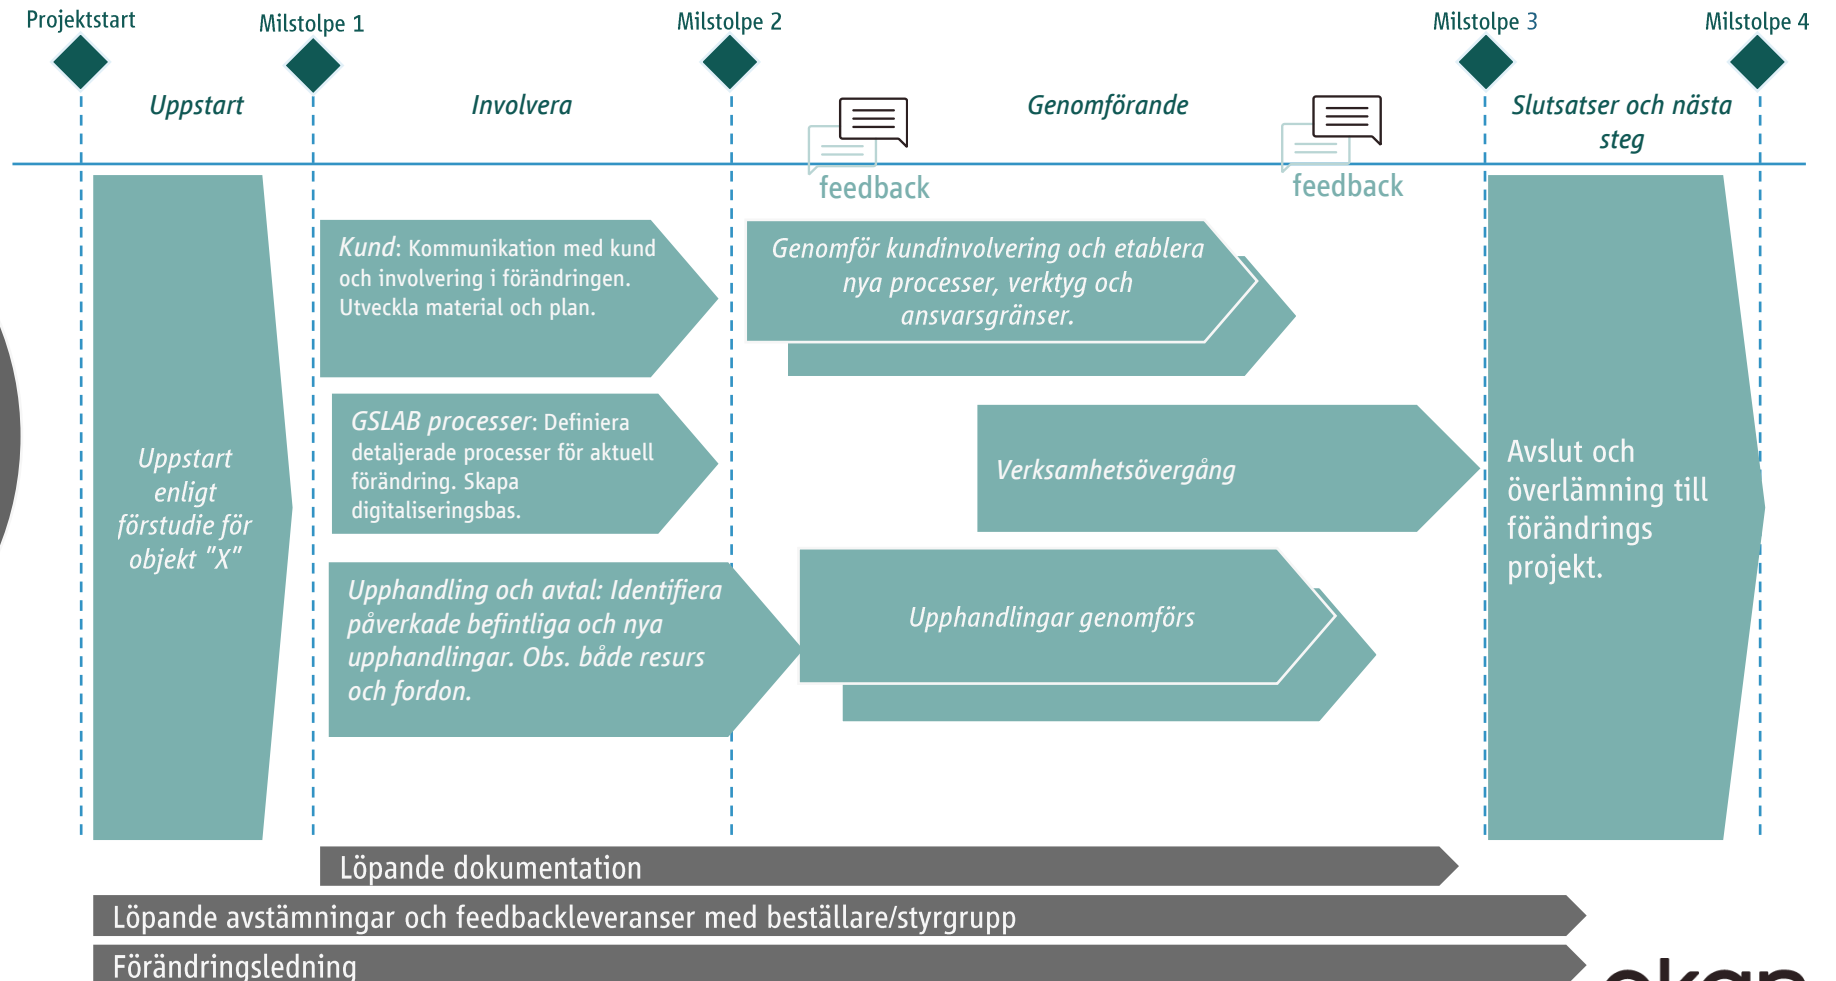 Projektstart
Milstolpe 1
Milstolpe 2
Milstolpe 3
Milstolpe 4
Uppstart
Involvera
Genomförande
Slutsatser och nästa
steg
feedback
feedback
Uppstart
enligt
förstudie för
objekt "X"
Kund: Kommunikation med kund
och involvering i förändringen.
Utveckla material och plan.
GSLAB processer: Definiera
detaljerade processer för aktuell
förändring. Skapa
digitaliseringsbas.
Upphandling och avtal: Identifiera
påverkade befintliga och nya
upphandlingar. Obs. både resurs
och fordon.
Genomför kundinvolvering och etablera
nya processer, verktyg och
ansvarsgränser.
Verksamhetsövergång
Upphandlingar genomförs
Avslut och
överlämning till
förändrings
projekt.
Löpande dokumentation
Löpande avstämningar och feedbackleveranser med beställare/styrgrupp
Förändringsledning